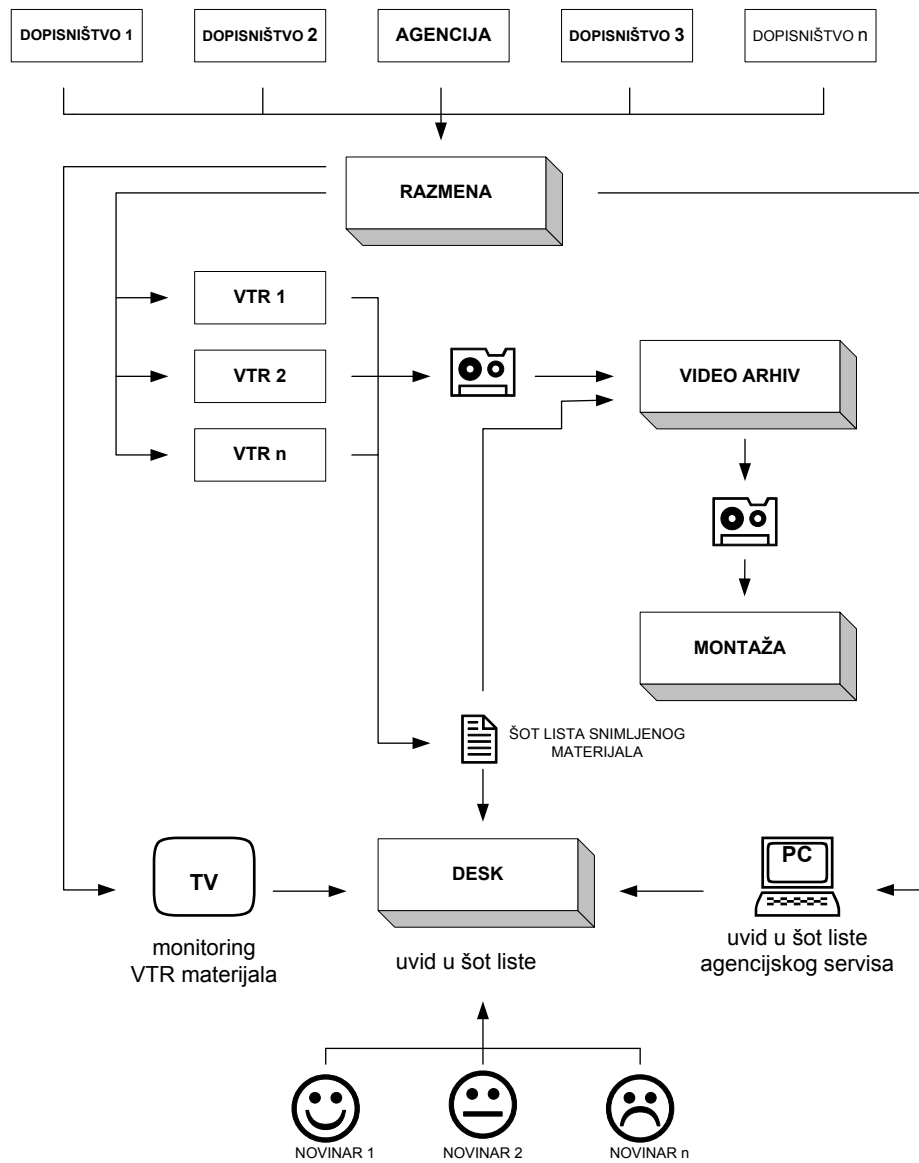 DOPISNIŠTVO 1
DOPISNIŠTVO 2
AGENCIJA
DOPISNIŠTVO 3
DOPISNIŠTVO n
RAZMENA
VTR 1
VTR 2
VIDEO ARHIV
VTR n
MONTAŽA
ŠOT LISTA SNIMLJENOG
MATERIJALA
TV
DESK
PC
monitoring
VTR materijala
uvid u šot liste
uvid u šot liste
agencijskog servisa
NOVINAR 1
NOVINAR 2
NOVINAR n